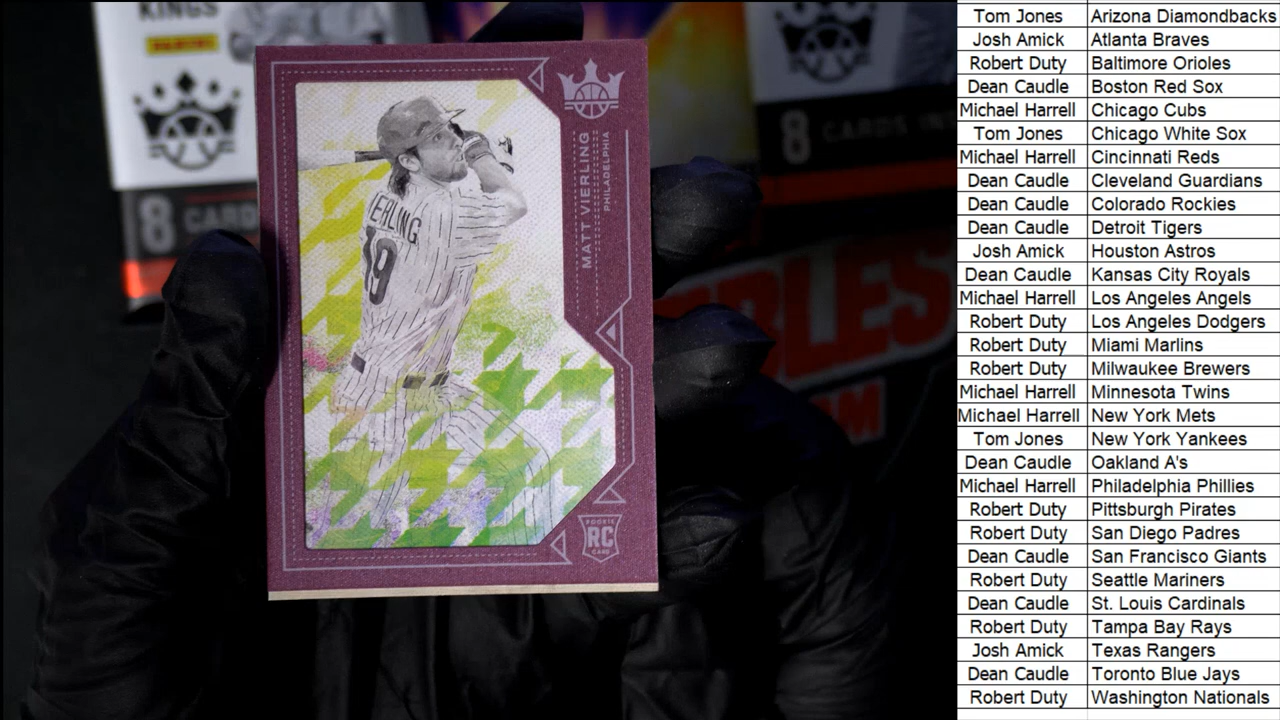 KINGS
PANINI
8 CARDS
MATT VIERLING
PHILADELPHIA
ERLING
19
ROOKIE
RC
CARD
Tom Jones Arizona Diamondbacks
Josh Amick Atlanta Braves
Robert Duty Baltimore Orioles
Dean Caudle Boston Red Sox
Michael Harrell Chicago Cubs
Tom Jones Chicago White Sox
Michael Harrell Cincinnati Reds
Dean Caudle Cleveland Guardians
Dean Caudle Colorado Rockies
Dean Caudle Detroit Tigers
Josh Amick Houston Astros
Dean Caudle Kansas City Royals
Michael Harrell Los Angeles Angels
Robert Duty Los Angeles Dodgers
Robert Duty Miami Marlins
Robert Duty Milwaukee Brewers
Michael Harrell Minnesota Twins
Michael Harrell New York Mets
Tom Jones New York Yankees
Dean Caudle Oakland A's
Michael Harrell Philadelphia Phillies
Robert Duty Pittsburgh Pirates
Robert Duty San Diego Padres
Dean Caudle San Francisco Giants
Robert Duty Seattle Mariners
Dean Caudle St. Louis Cardinals
Robert Duty Tampa Bay Rays
Josh Amick Texas Rangers
Dean Caudle Toronto Blue Jays
Robert Duty Washington Nationals